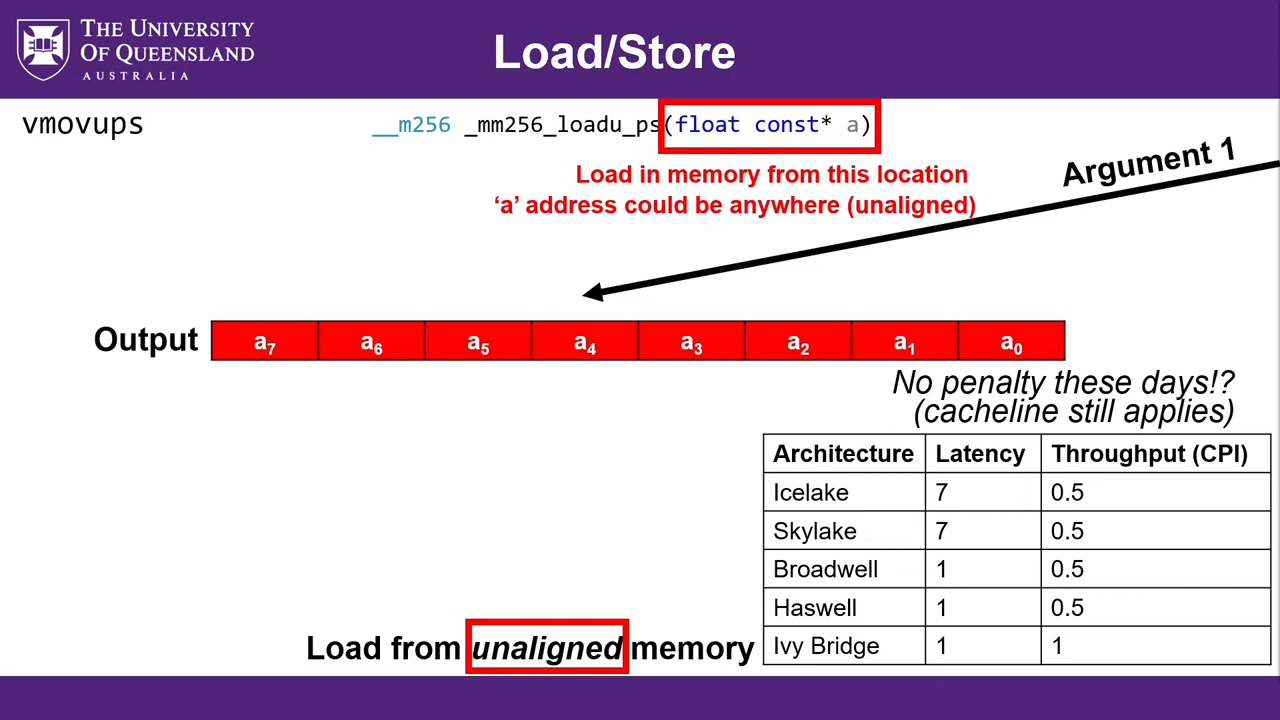 THE UNIVERSITY
OF QUEENSLAND
AUSTRALIA
Load/Store
vmovups
__m256 _mm256_loadu_ps(float const* a)
Load in memory from this location
‘a’ address could be anywhere (unaligned)
Argument 1
Output a₇ a₆ a₅ a₄ a₃ a₂ a₁ a₀
No penalty these days!?
(cacheline still applies)
Architecture Latency Throughput (CPI)
Icelake 7 0.5
Skylake 7 0.5
Broadwell 1 0.5
Haswell 1 0.5
Ivy Bridge 1 1
Load from unaligned memory